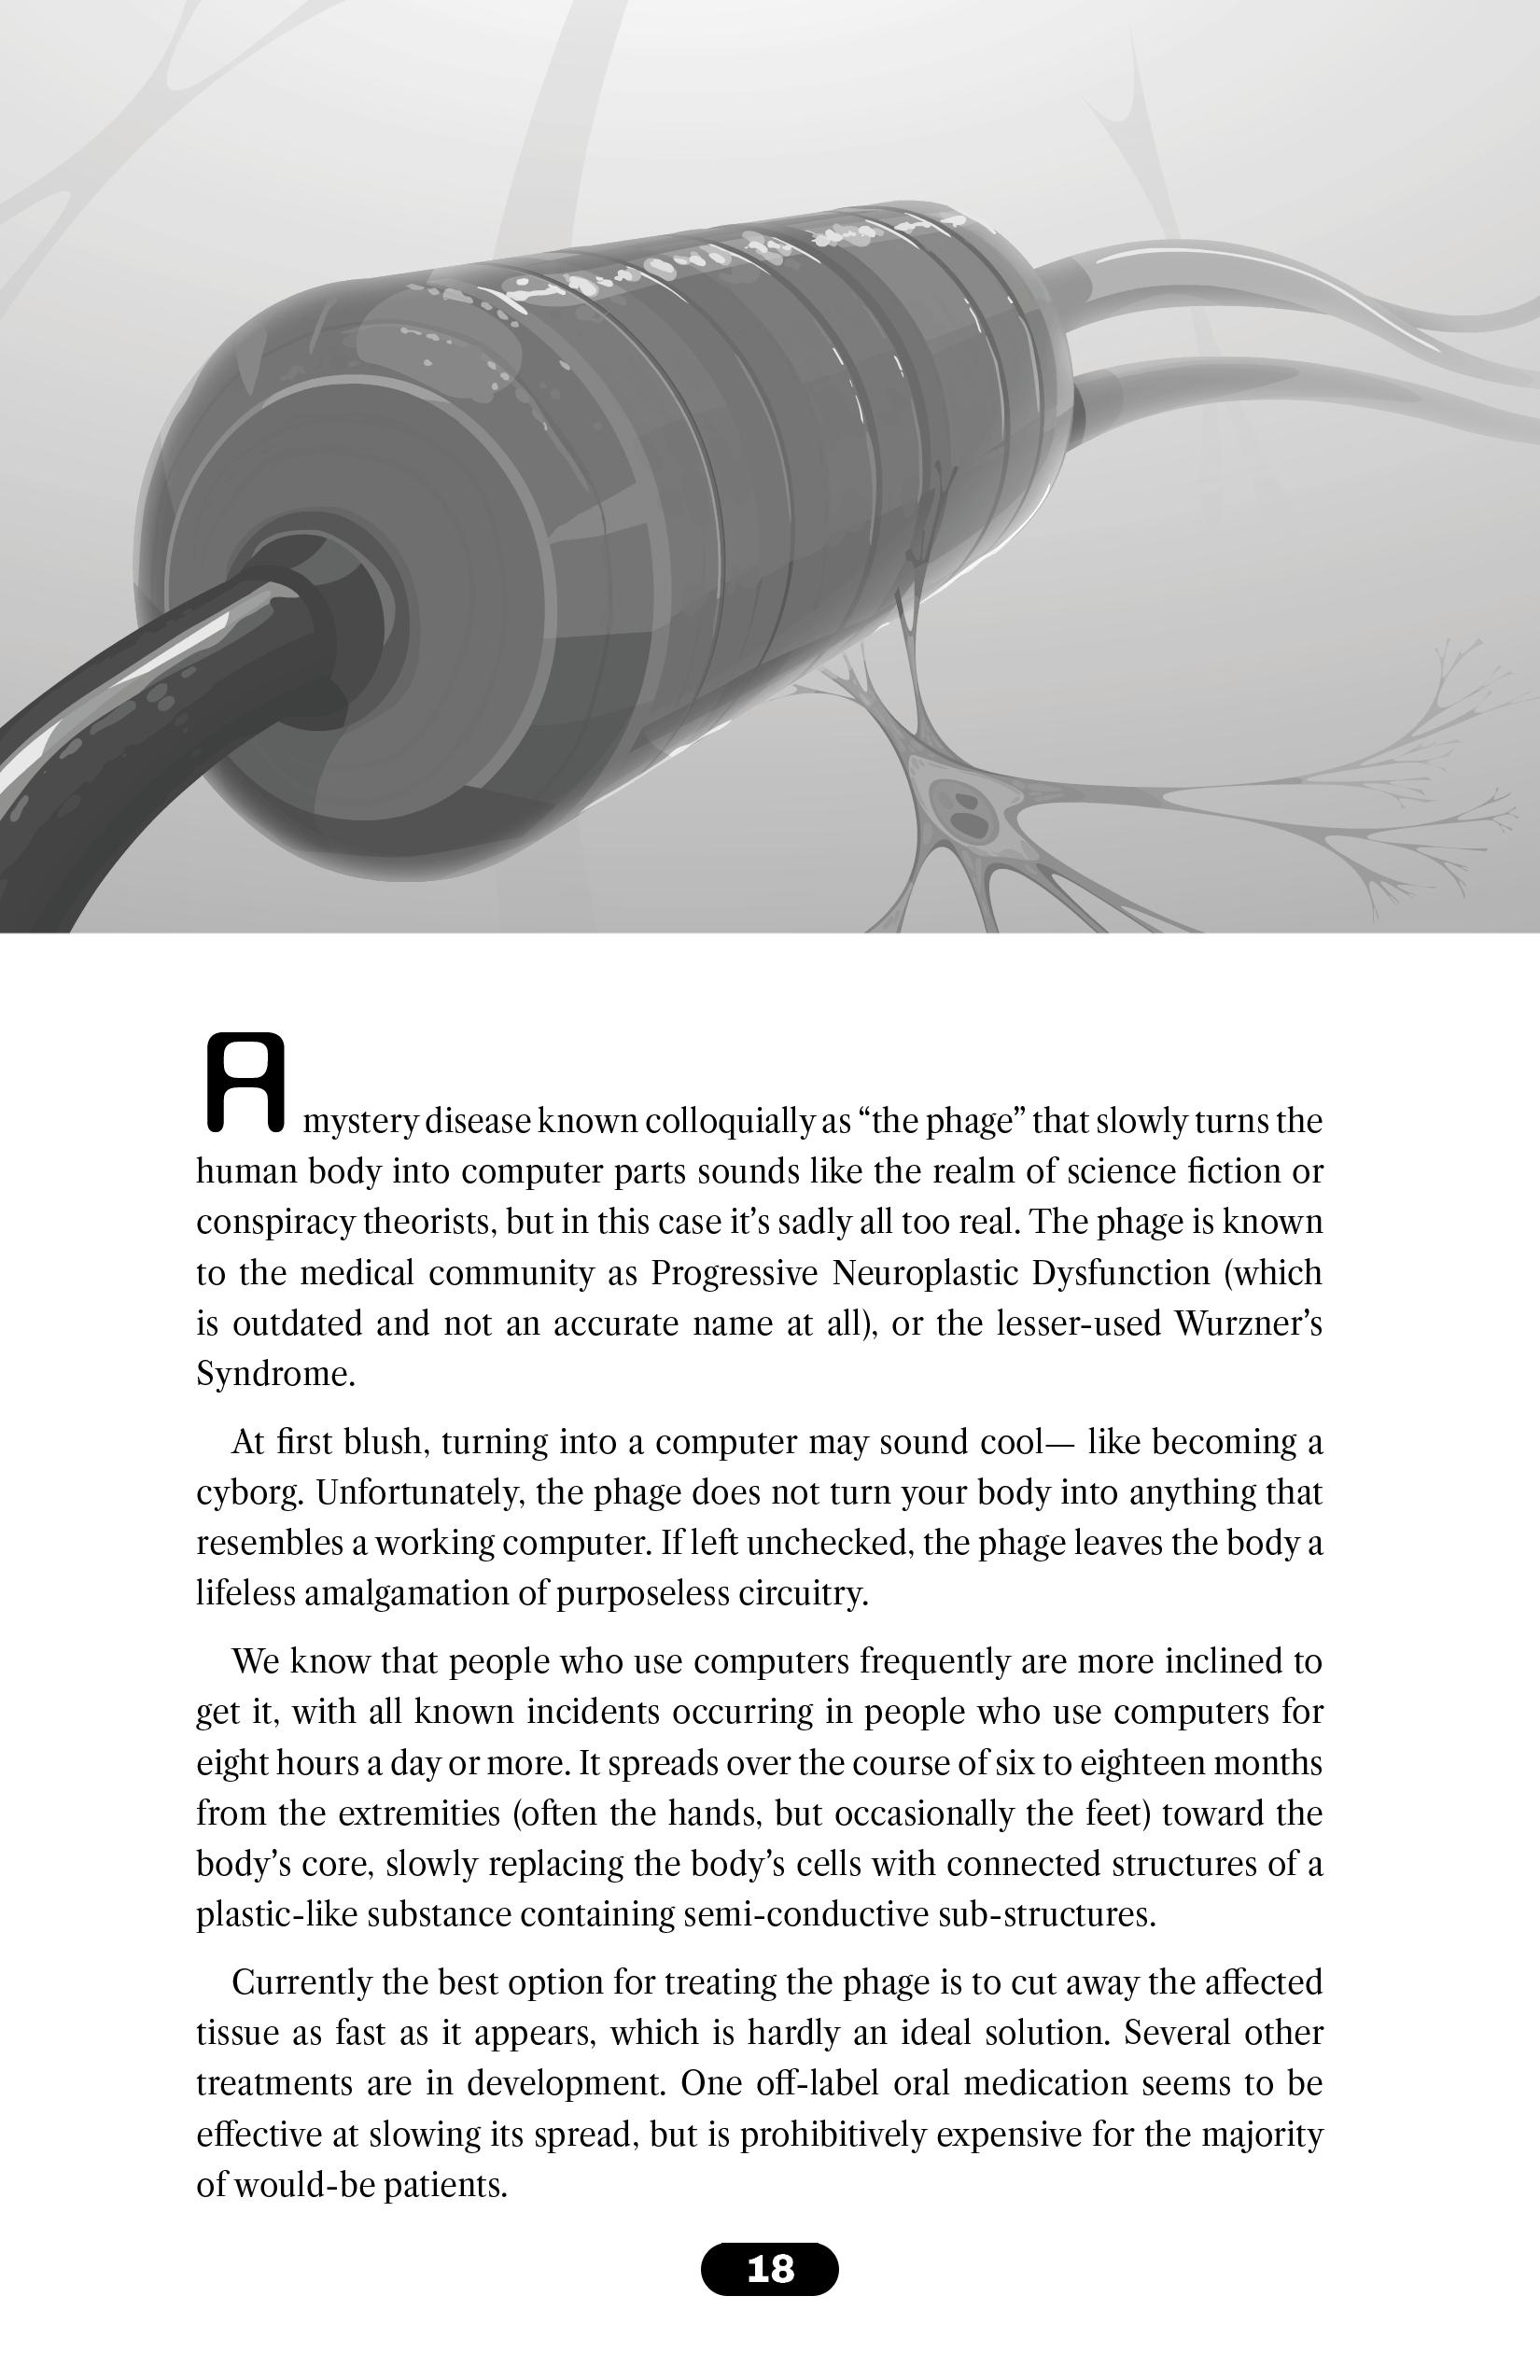 A mystery disease known colloquially as “the phage” that slowly turns the
human body into computer parts sounds like the realm of science fiction or
conspiracy theorists, but in this case it’s sadly all too real. The phage is known
to the medical community as Progressive Neuroplastic Dysfunction (which
is outdated and not an accurate name at all), or the lesser-used Wurzner’s
Syndrome.
At first blush, turning into a computer may sound cool— like becoming a
cyborg. Unfortunately, the phage does not turn your body into anything that
resembles a working computer. If left unchecked, the phage leaves the body a
lifeless amalgamation of purposeless circuitry.
We know that people who use computers frequently are more inclined to
get it, with all known incidents occurring in people who use computers for
eight hours a day or more. It spreads over the course of six to eighteen months
from the extremities (often the hands, but occasionally the feet) toward the
body’s core, slowly replacing the body’s cells with connected structures of a
plastic-like substance containing semi-conductive sub-structures.
Currently the best option for treating the phage is to cut away the affected
tissue as fast as it appears, which is hardly an ideal solution. Several other
treatments are in development. One off-label oral medication seems to be
effective at slowing its spread, but is prohibitively expensive for the majority
of would-be patients.
18